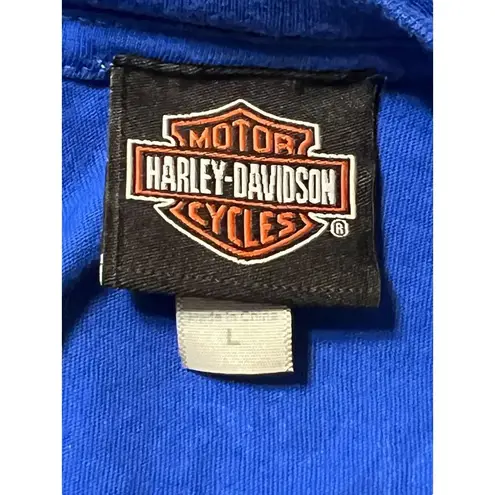 MOTOR
HARLEY-DAVIDSON
CYCLES
®
L